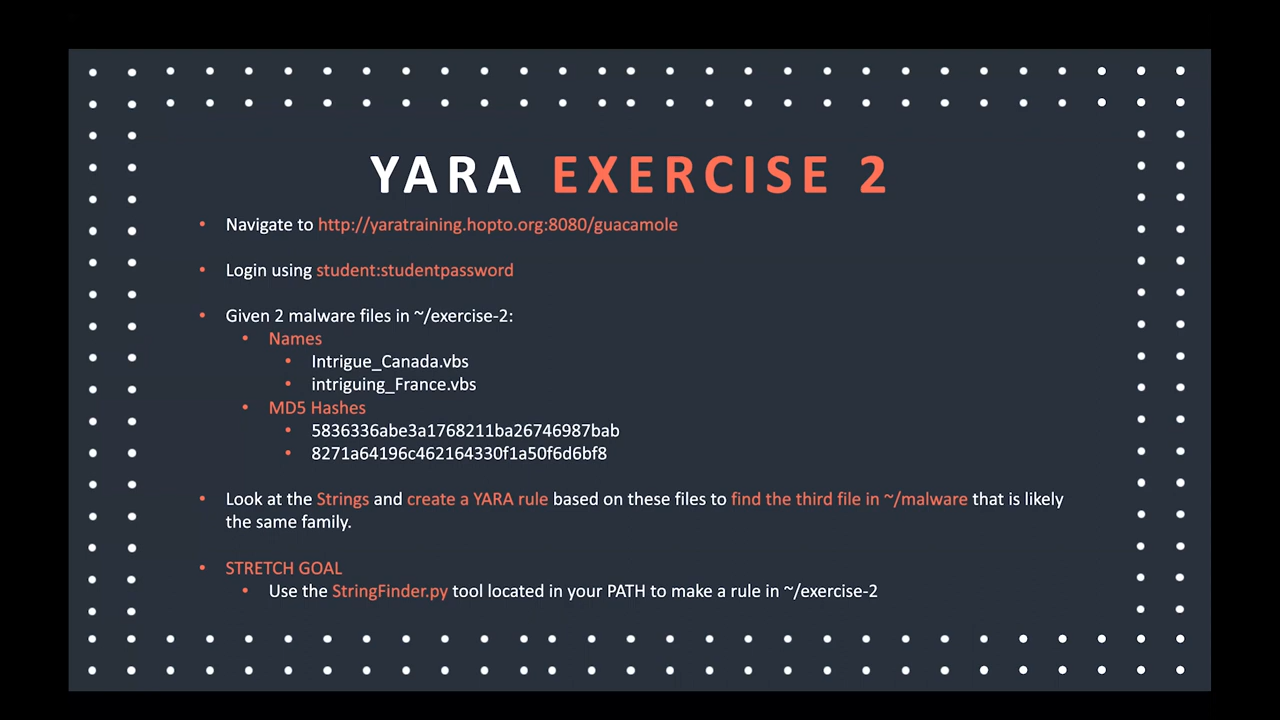 YARA EXERCISE 2
• Navigate to http://yaratraining.hopto.org:8080/guacamole
• Login using student:studentpassword
• Given 2 malware files in ~/exercise-2:
• Names
• Intrigue_Canada.vbs
• intriguing_France.vbs
• MD5 Hashes
• 5836336abe3a1768211ba26746987bab
• 8271a64196c462164330f1a50f6d6bf8
• Look at the Strings and create a YARA rule based on these files to find the third file in ~/malware that is likely
the same family.
• STRETCH GOAL
• Use the StringFinder.py tool located in your PATH to make a rule in ~/exercise-2